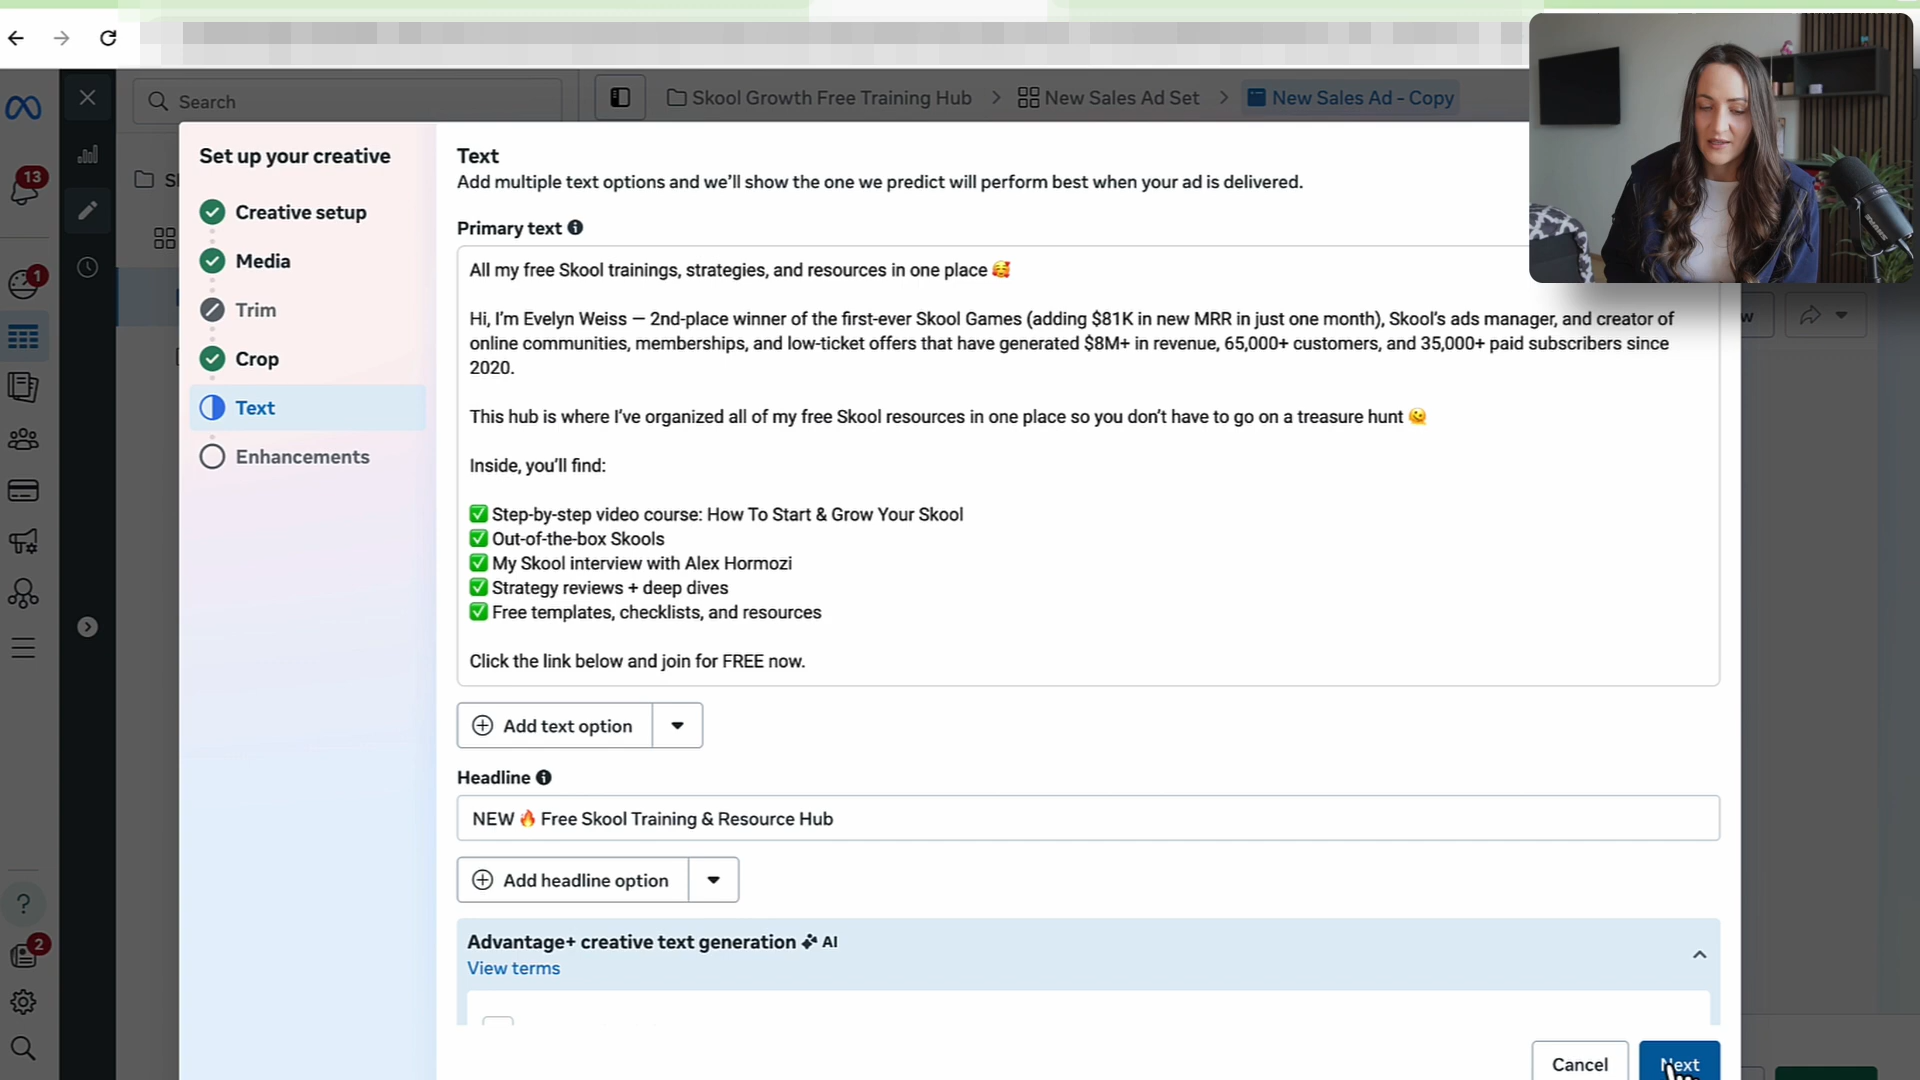 13
Search
Skool Growth Free Training Hub > New Sales Ad Set > New Sales Ad - Copy
Set up your creative
Creative setup
Media
Trim
Crop
Text
Enhancements
1
2
Text
Add multiple text options and we'll show the one we predict will perform best when your ad is delivered.
Primary text
All my free Skool trainings, strategies, and resources in one place 🥰
Hi, I'm Evelyn Weiss — 2nd-place winner of the first-ever Skool Games (adding $81K in new MRR in just one month), Skool's ads manager, and creator of
online communities, memberships, and low-ticket offers that have generated $8M+ in revenue, 65,000+ customers, and 35,000+ paid subscribers since
2020.
This hub is where I've organized all of my free Skool resources in one place so you don't have to go on a treasure hunt 🫠
Inside, you'll find:
✅ Step-by-step video course: How To Start & Grow Your Skool
✅ Out-of-the-box Skools
✅ My Skool interview with Alex Hormozi
✅ Strategy reviews + deep dives
✅ Free templates, checklists, and resources
Click the link below and join for FREE now.
Add text option
Headline
NEW 🔥 Free Skool Training & Resource Hub
Add headline option
Advantage+ creative text generation AI
View terms
Cancel
Next